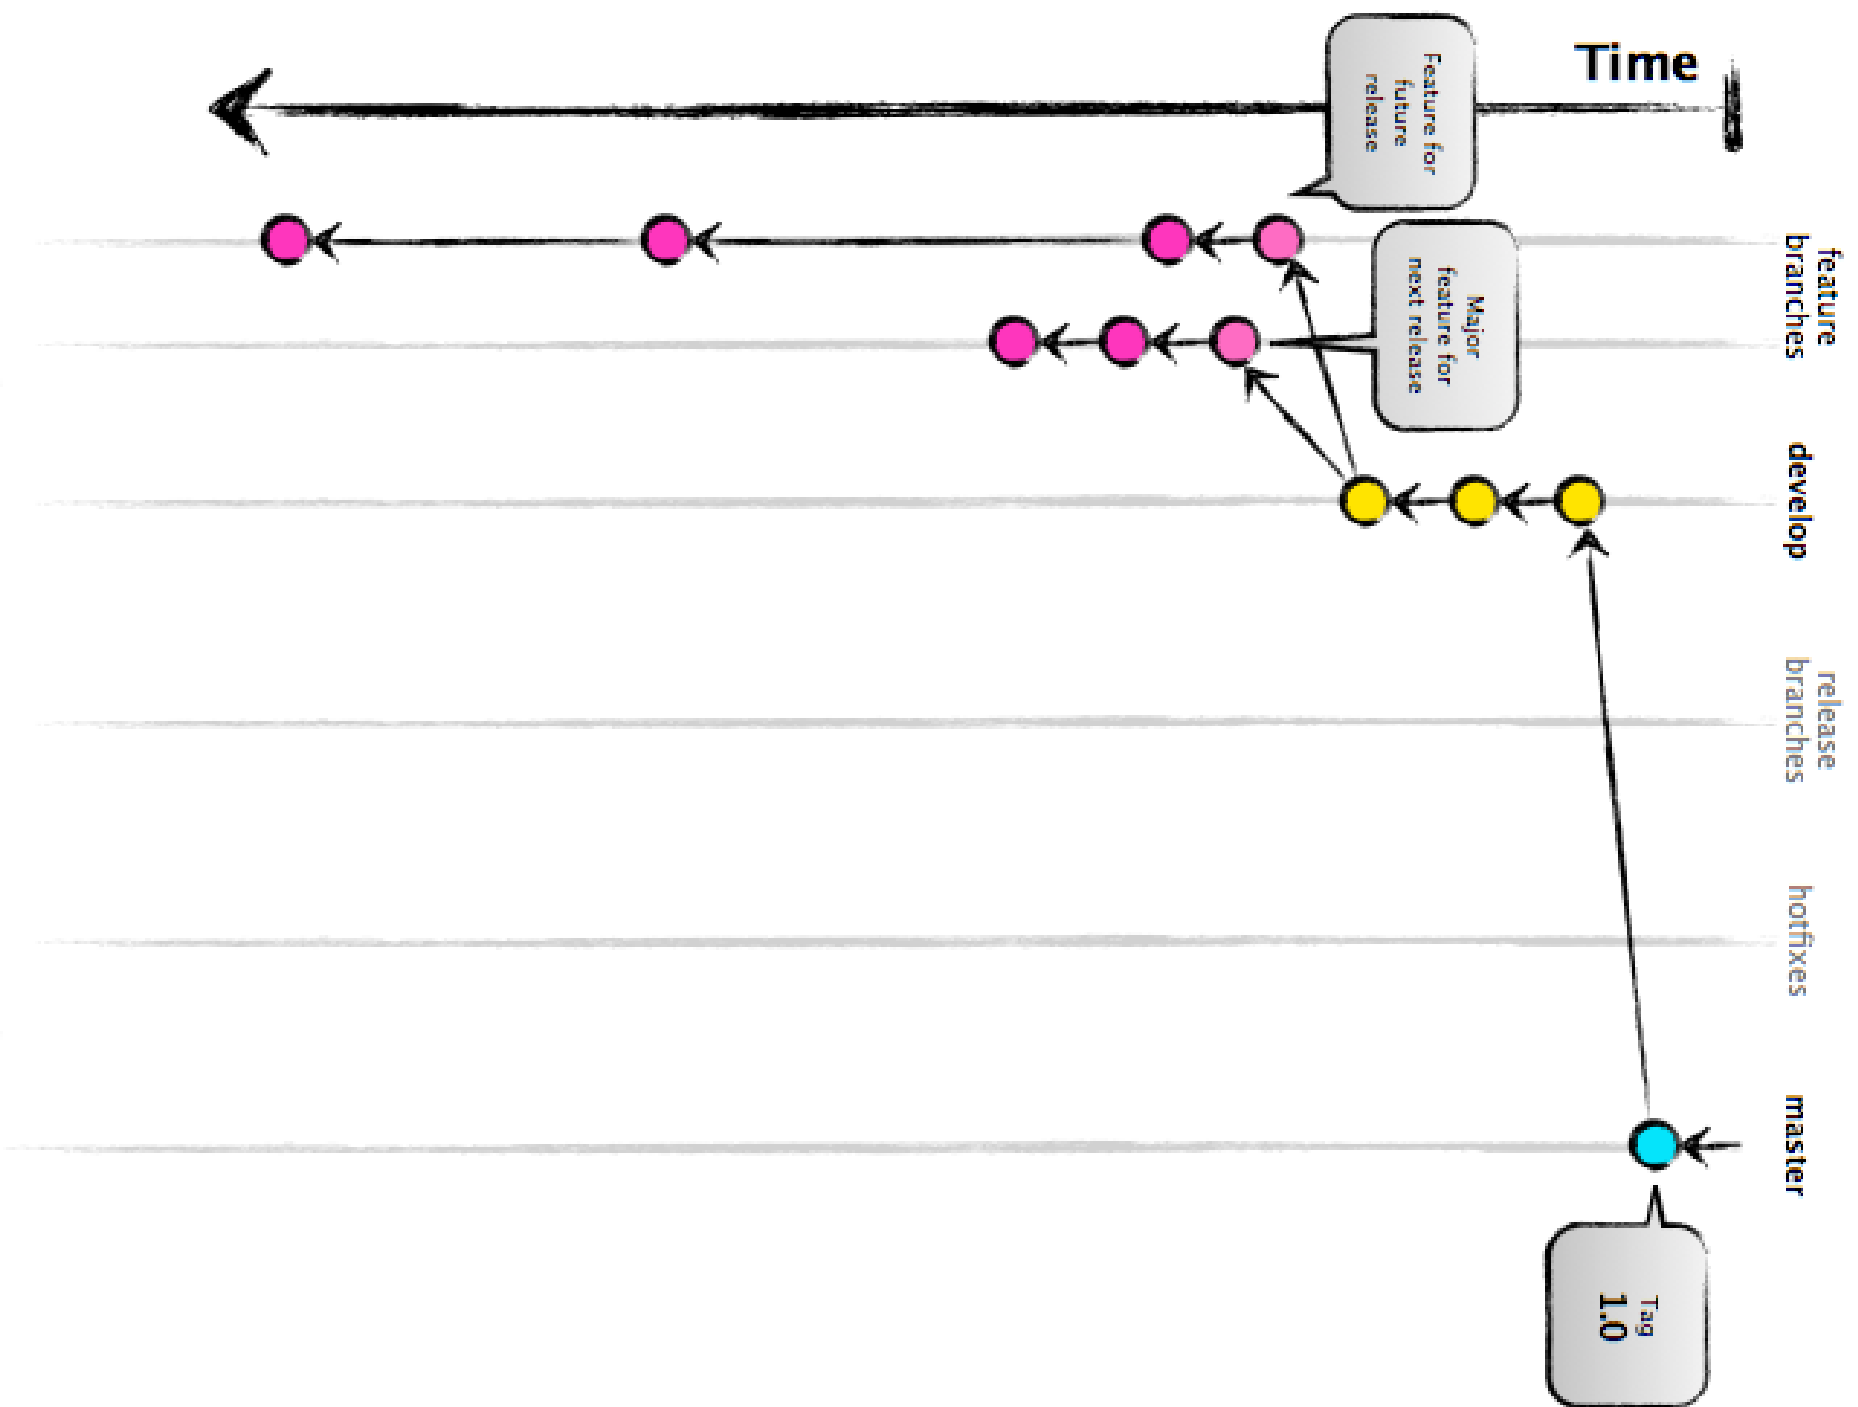 Time
feature
branches
develop
release
branches
hotfixes
master
Feature for
future
release
Major
feature for
next release
Tag
1.0